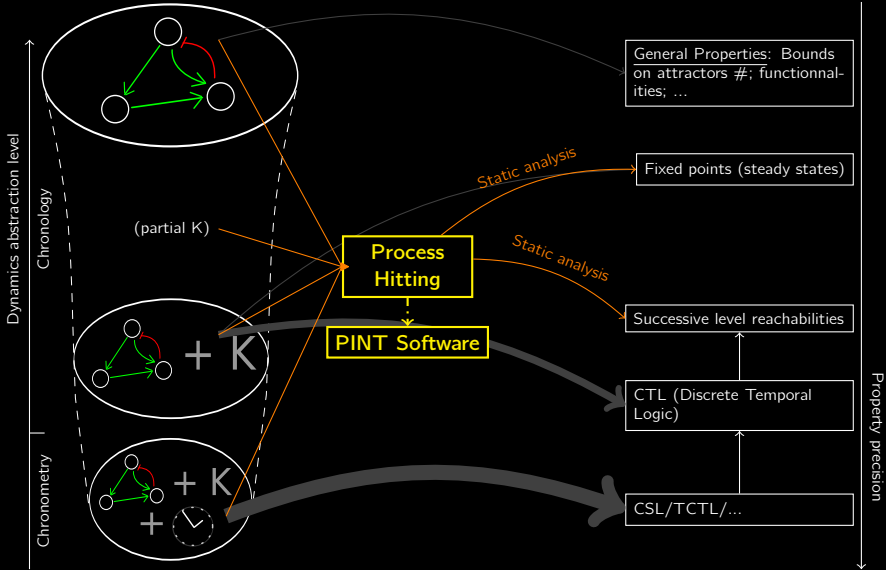 General Properties: Bounds
on attractors #; functionnal-
ities; ...
Static analysis
Fixed points (steady states)
Dynamics abstraction level
Chronology
(partial K)
Process
Hitting
Static analysis
Successive level reachabilities
PINT Software
+ K
CTL (Discrete Temporal
Logic)
Property precision
Chronometry
+ K
+
CSL/TCTL/...